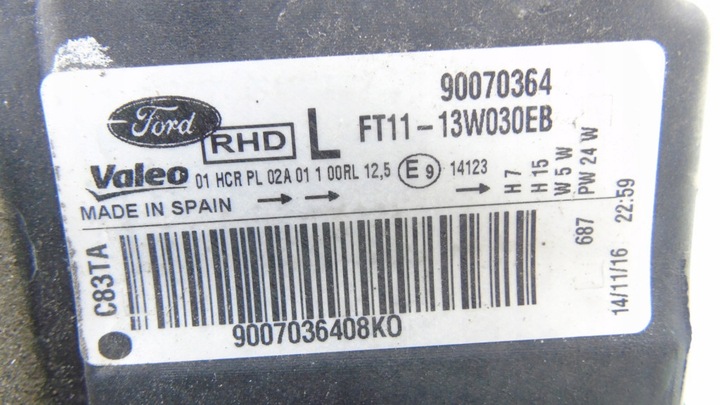 90070364
Ford
RHD L FT11-13W030EB
Valeo 01 HCR PL 02A 01 1 00RL 12,5 E9 14123
MADE IN SPAIN
H 7
H 15
W 5 W
PW 24 W
687
14/11/16 22:59
C83TA
9007036408K0